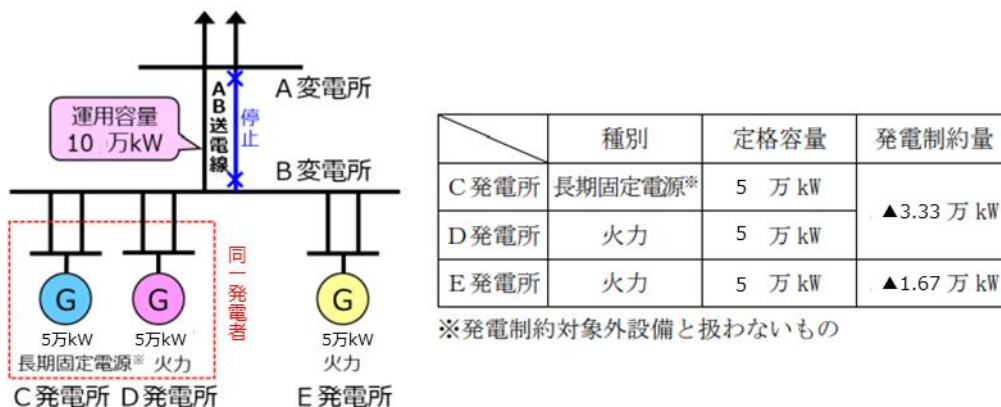 A変電所
AB送電線
停止
運用容量
10 万kW
B変電所
同一発電者
G
G
G
5万kW
5万kW
5万kW
長期固定電源※ 火力
火力
C発電所 D発電所
E発電所
種別 定格容量 発電制約量
C発電所 長期固定電源※ 5 万kW ▲3.33 万kW
D発電所 火力 5 万kW
E発電所 火力 5 万kW ▲1.67 万kW
※発電制約対象外設備と扱わないもの